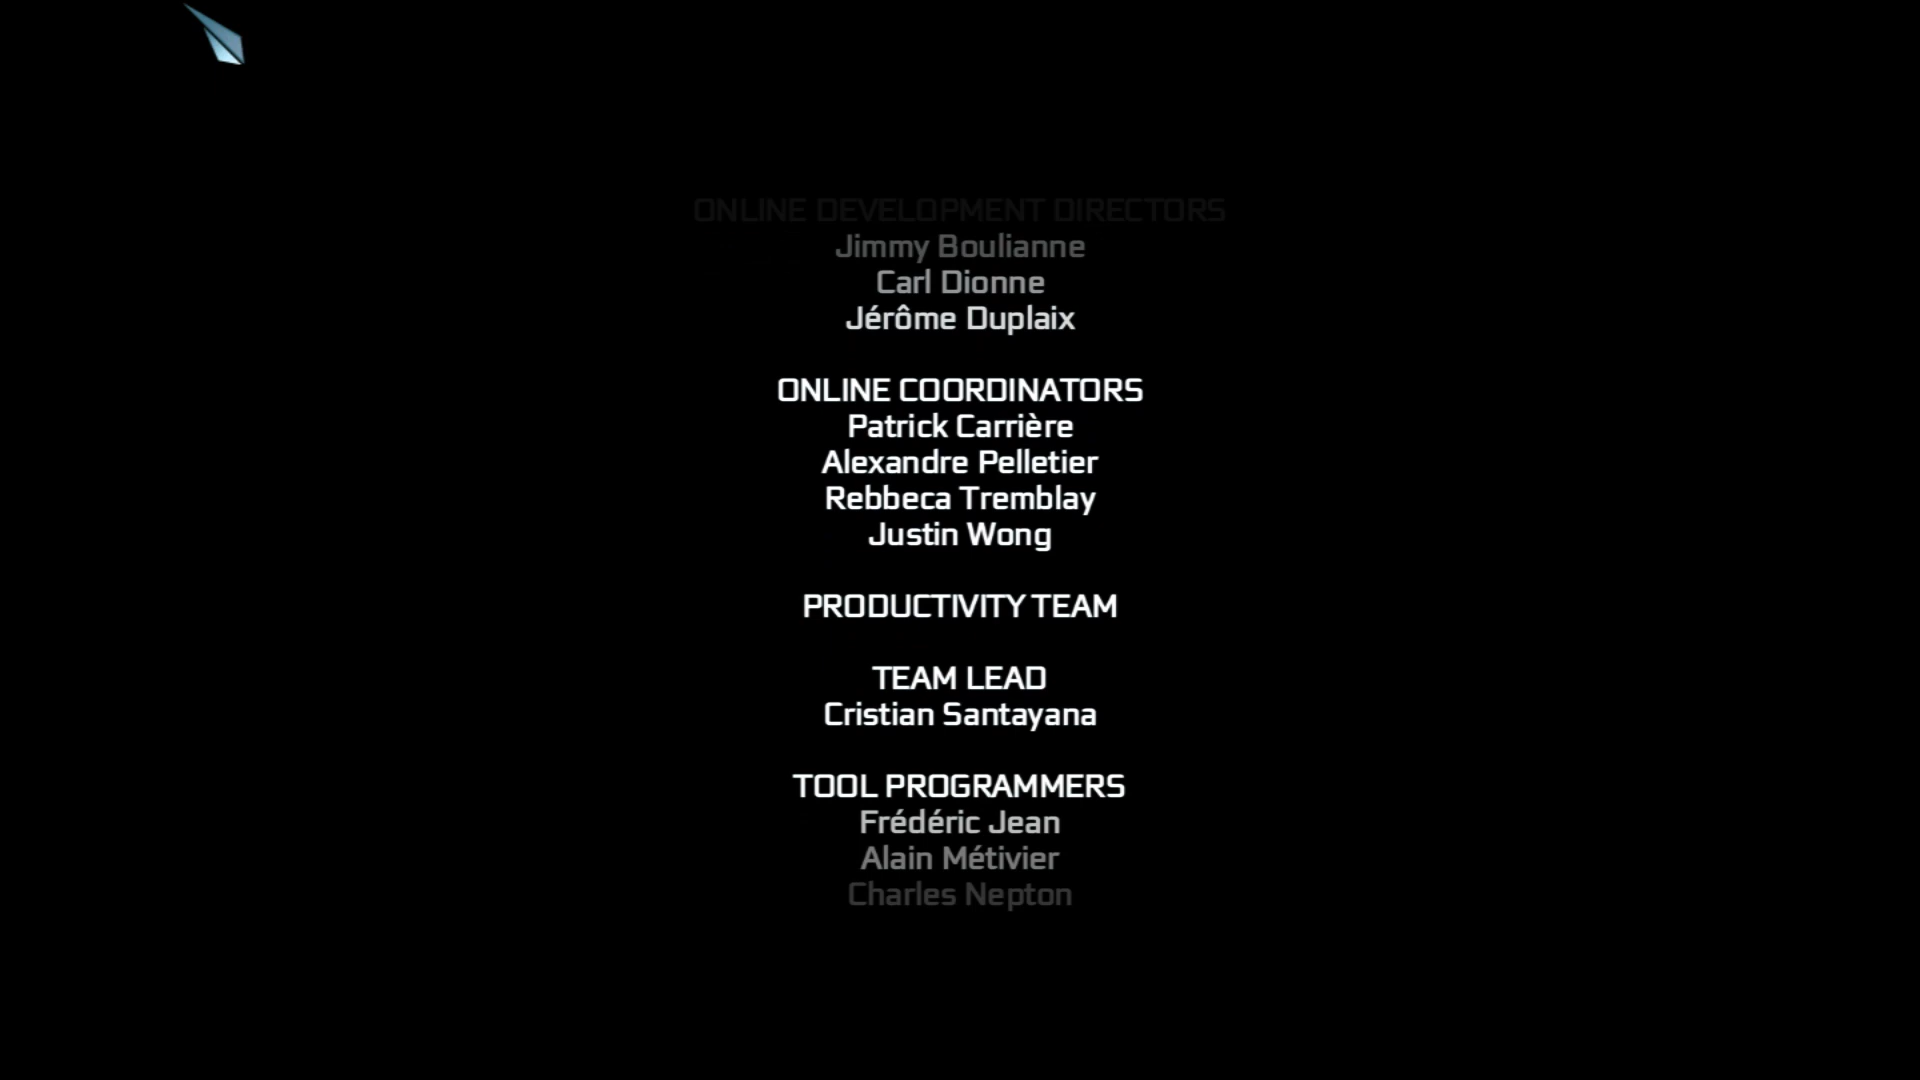 ONLINE DEVELOPMENT DIRECTORS
Jimmy Boulianne
Carl Dionne
Jérôme Duplaix
ONLINE COORDINATORS
Patrick Carrière
Alexandre Pelletier
Rebbeca Tremblay
Justin Wong
PRODUCTIVITY TEAM
TEAM LEAD
Cristian Santayana
TOOL PROGRAMMERS
Frédéric Jean
Alain Métivier
Charles Nepton